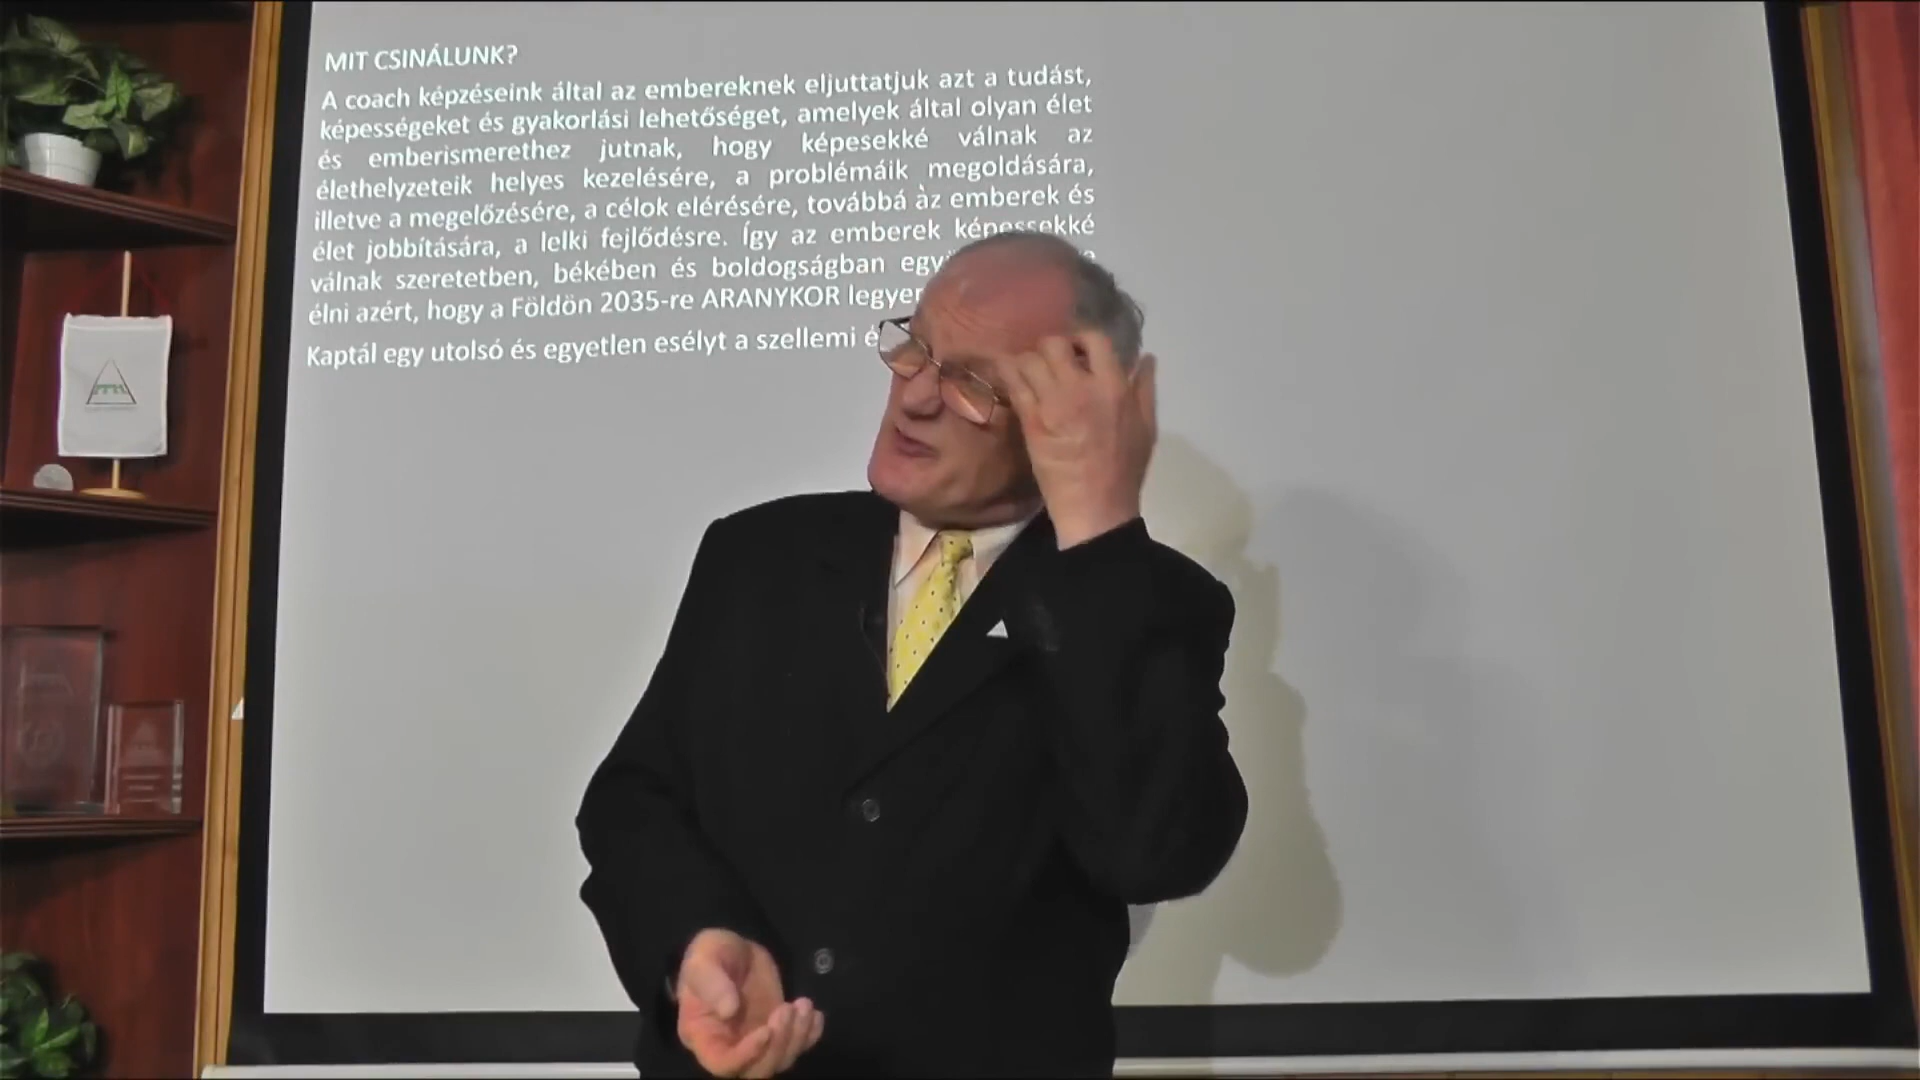 MIT CSINÁLUNK?
A coach képzéseink által az embereknek eljuttatjuk azt a tudást,
képességeket és gyakorlási lehetőséget, amelyek által olyan élet
és emberismerethez jutnak, hogy képesekké válnak az
élethelyzeteik helyes kezelésére, a problémáik megoldására,
illetve a megelőzésére, a célok elérésére, továbbá az emberek és
élet jobbítására, a lelki fejlődésre. Így az emberek képessekké
válnak szeretetben, békében és boldogságban
élni azért, hogy a Földön 2035-re ARANYKOR
Kaptál egy utolsó és egyetlen esélyt a szellemi